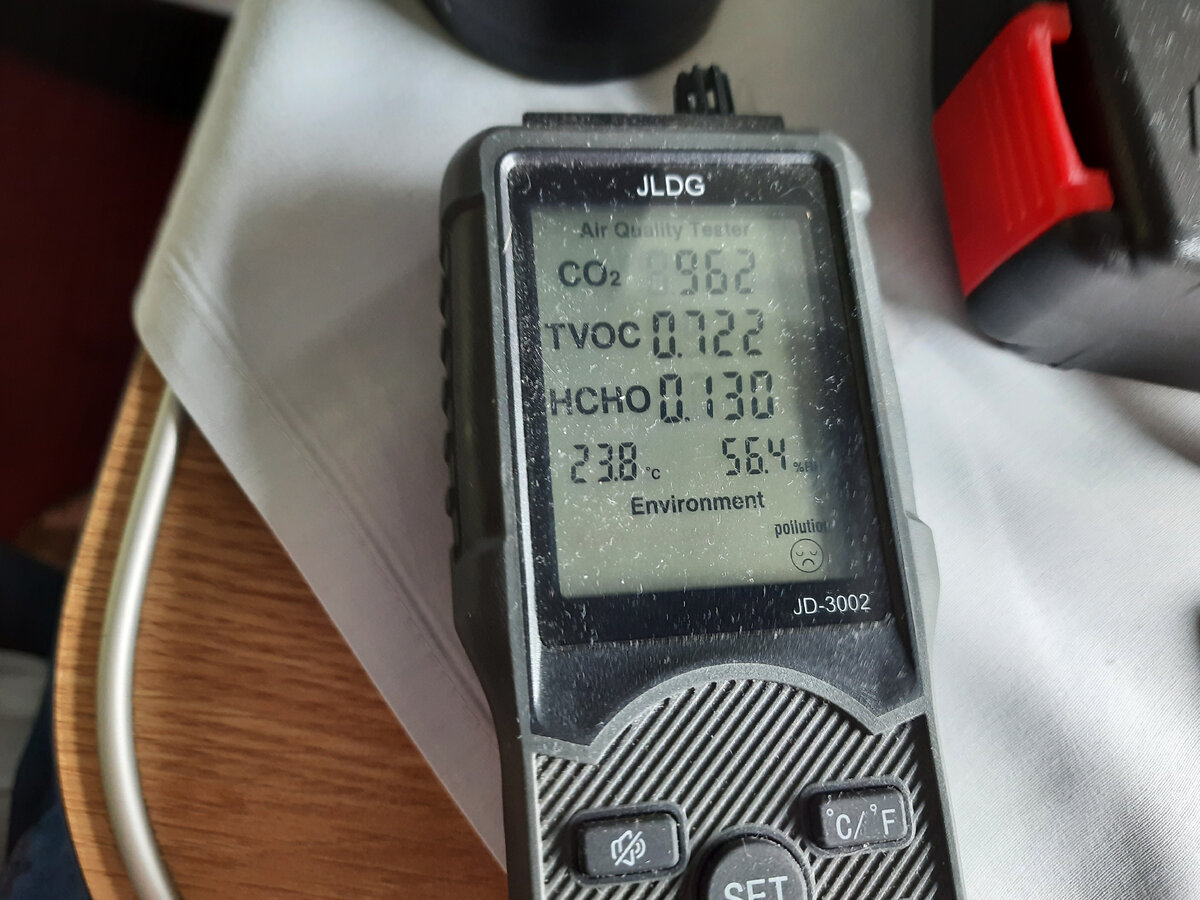 JLDG
Air Quality Tester
CO₂ 962
TVOC 0.722
HCHO 0.130
23.8 °C 56.4 %RH
Environment
pollution
JD-3002
°C/°F
SET